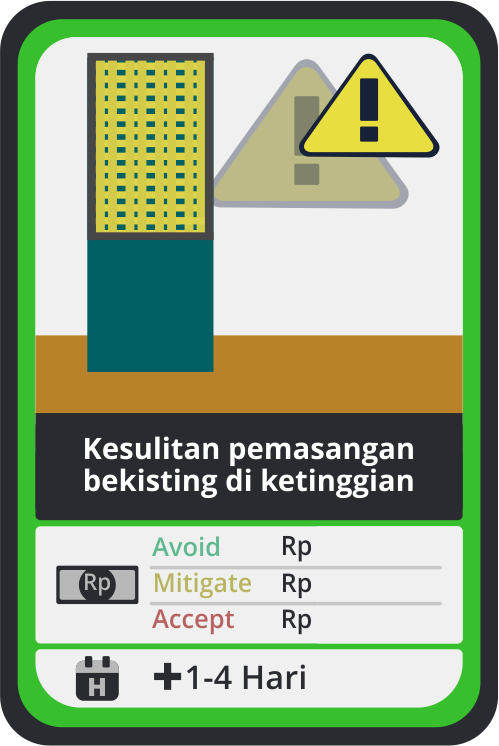 Kesulitan pemasangan
bekisting di ketinggian
Avoid Rp
Rp Mitigate Rp
Accept Rp
H +1-4 Hari